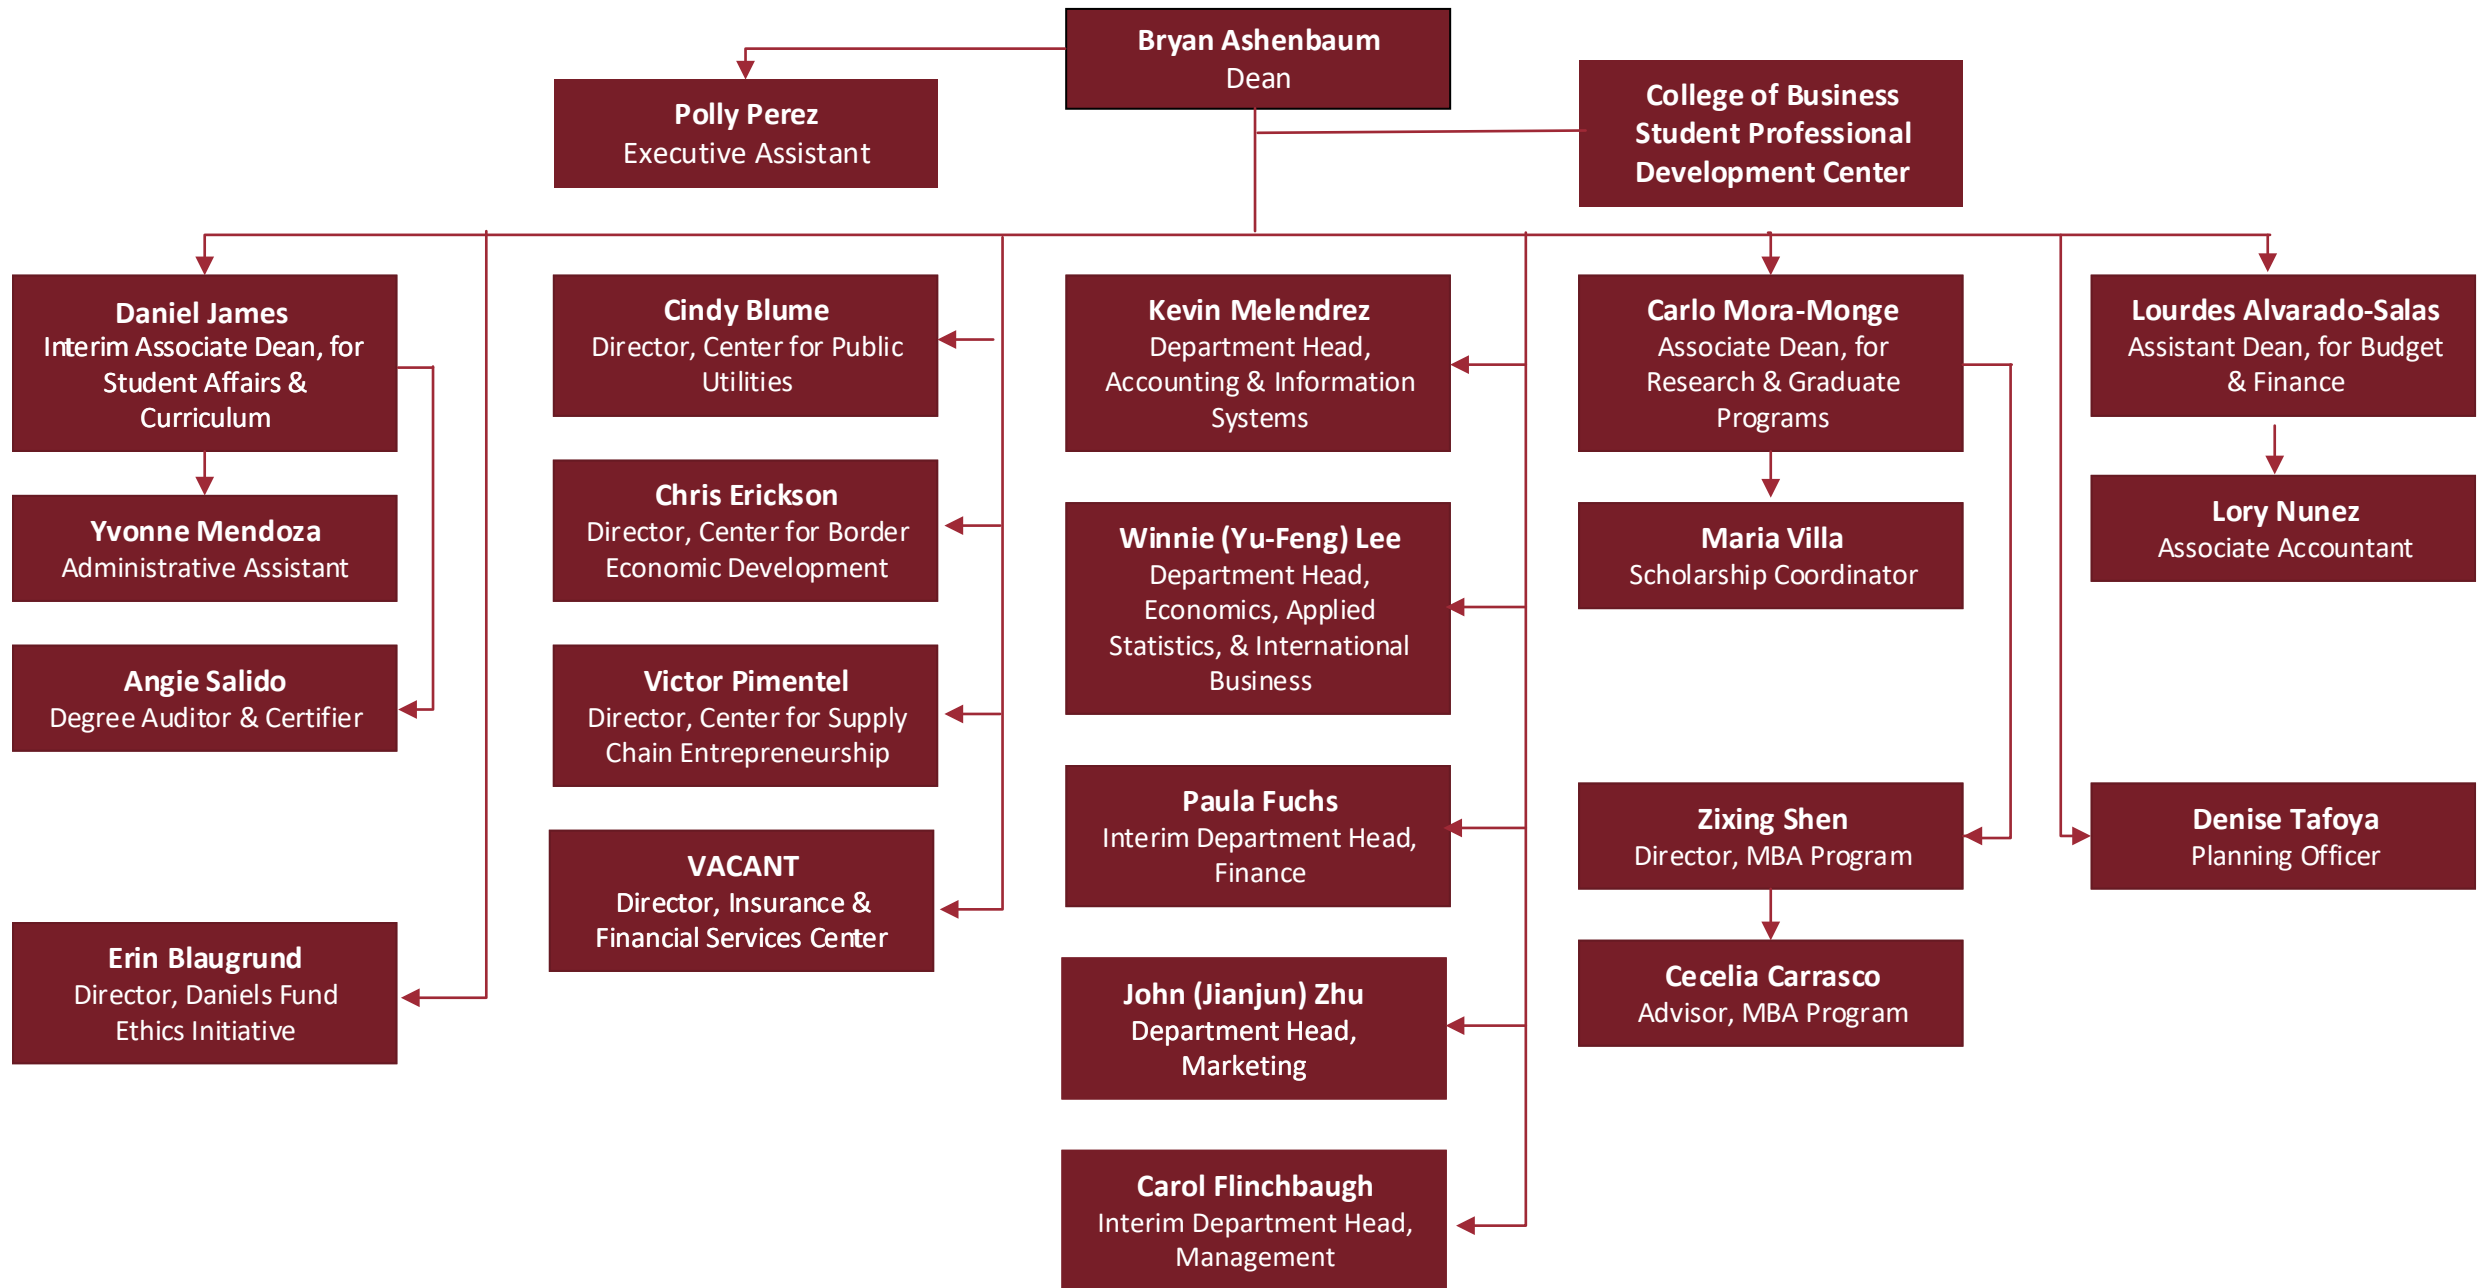 Bryan Ashenbaum
Dean
Polly Perez
Executive Assistant
College of Business
Student Professional
Development Center
Daniel James
Interim Associate Dean, for
Student Affairs &
Curriculum
Yvonne Mendoza
Administrative Assistant
Angie Salido
Degree Auditor & Certifier
Erin Blaugrund
Director, Daniels Fund
Ethics Initiative
Cindy Blume
Director, Center for Public
Utilities
Chris Erickson
Director, Center for Border
Economic Development
Victor Pimentel
Director, Center for Supply
Chain Entrepreneurship
VACANT
Director, Insurance &
Financial Services Center
Kevin Melendrez
Department Head,
Accounting & Information
Systems
Winnie (Yu-Feng) Lee
Department Head,
Economics, Applied
Statistics, & International
Business
Paula Fuchs
Interim Department Head,
Finance
John (Jianjun) Zhu
Department Head,
Marketing
Carol Flinchbaugh
Interim Department Head,
Management
Carlo Mora-Monge
Associate Dean, for
Research & Graduate
Programs
Maria Villa
Scholarship Coordinator
Zixing Shen
Director, MBA Program
Cecelia Carrasco
Advisor, MBA Program
Lourdes Alvarado-Salas
Assistant Dean, for Budget
& Finance
Lory Nunez
Associate Accountant
Denise Tafoya
Planning Officer